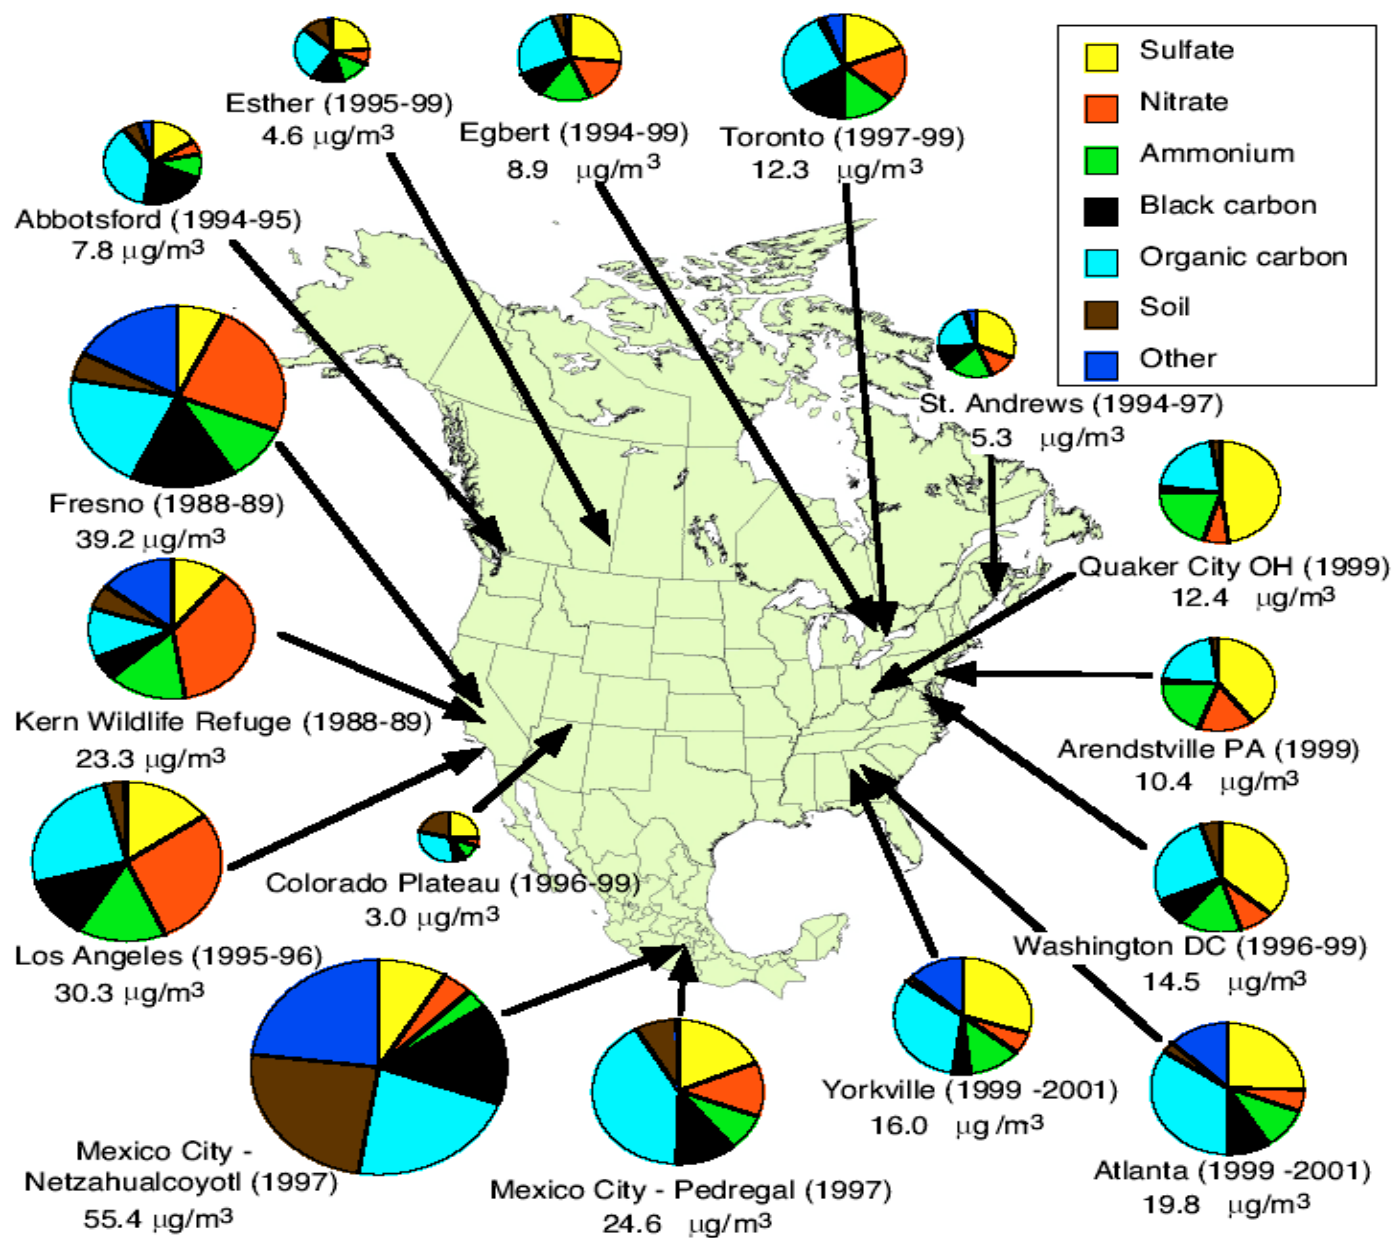 Esther (1995-99)
4.6 µg/m3
Egbert (1994-99)
8.9 µg/m3
Toronto (1997-99)
12.3 µg/m3
Sulfate
Nitrate
Ammonium
Black carbon
Organic carbon
Soil
Other
Abbotsford (1994-95)
7.8 µg/m3
St. Andrews (1994-97)
5.3 µg/m3
Fresno (1988-89)
39.2 µg/m3
Quaker City OH (1999)
12.4 µg/m3
Kern Wildlife Refuge (1988-89)
23.3 µg/m3
Arendstville PA (1999)
10.4 µg/m3
Colorado Plateau (1996-99)
3.0 µg/m3
Los Angeles (1995-96)
30.3 µg/m3
Washington DC (1996-99)
14.5 µg/m3
Mexico City -
Netzahualcoyotl (1997)
55.4 µg/m3
Mexico City - Pedregal (1997)
24.6 µg/m3
Yorkville (1999 -2001)
16.0 µg/m3
Atlanta (1999 -2001)
19.8 µg/m3